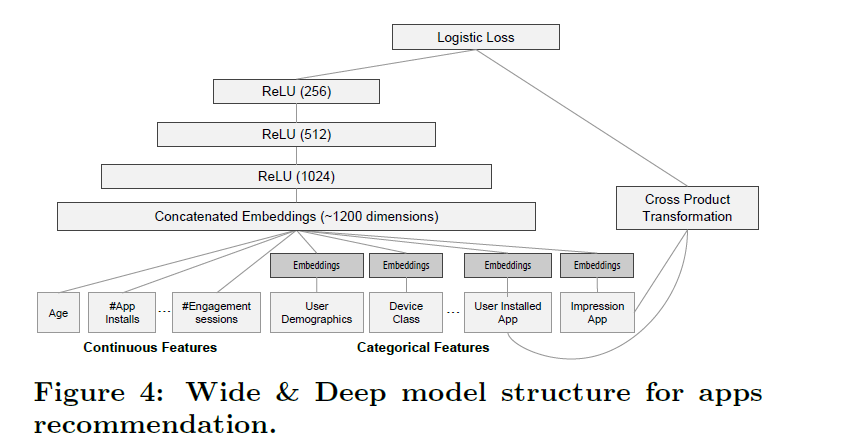 Logistic Loss
ReLU (256)
ReLU (512)
ReLU (1024)
Concatenated Embeddings (~1200 dimensions)
Cross Product
Transformation
Embeddings
Embeddings
Embeddings
Embeddings
Age
#App
Installs
...
#Engagement
sessions
User
Demographics
Device
Class
...
User Installed
App
Impression
App
Continuous Features
Categorical Features
Figure 4: Wide & Deep model structure for apps
recommendation.